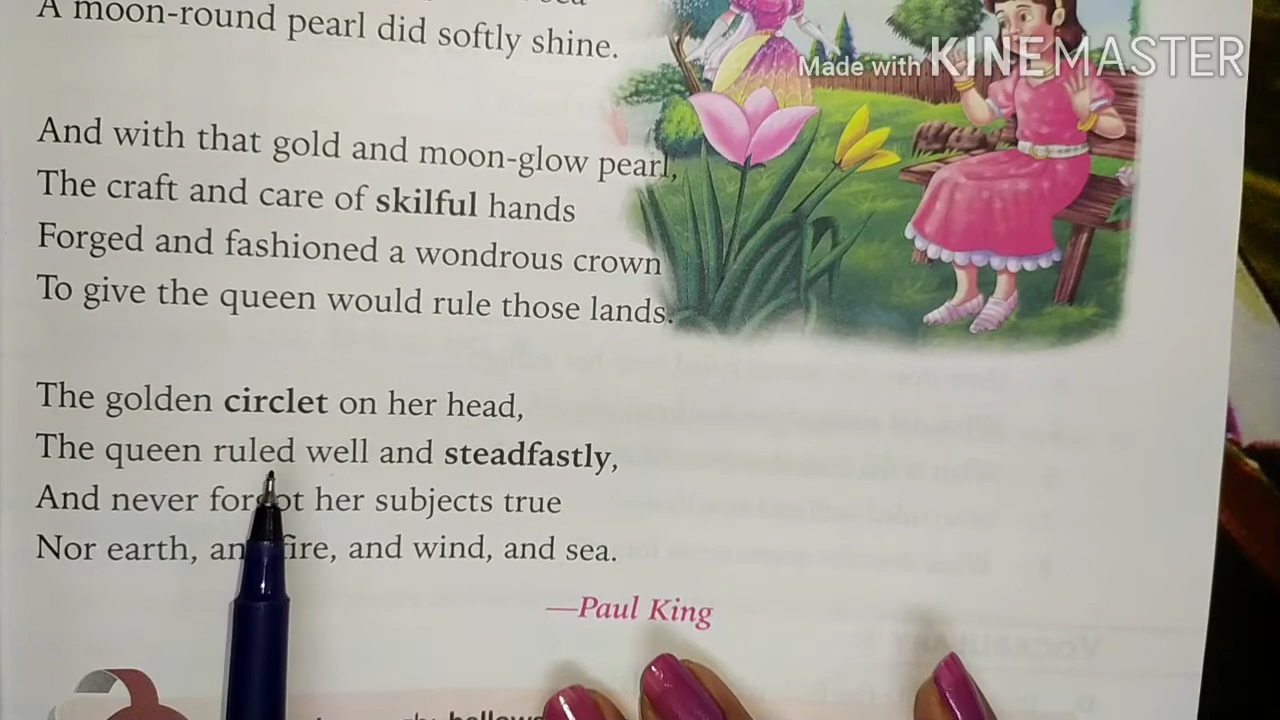 A moon-round pearl did softly shine.
Made with KINEMASTER
And with that gold and moon-glow pearl,
The craft and care of skilful hands
Forged and fashioned a wondrous crown
To give the queen would rule those lands.
The golden circlet on her head,
The queen ruled well and steadfastly,
And never forgot her subjects true
Nor earth, and fire, and wind, and sea.
—Paul King